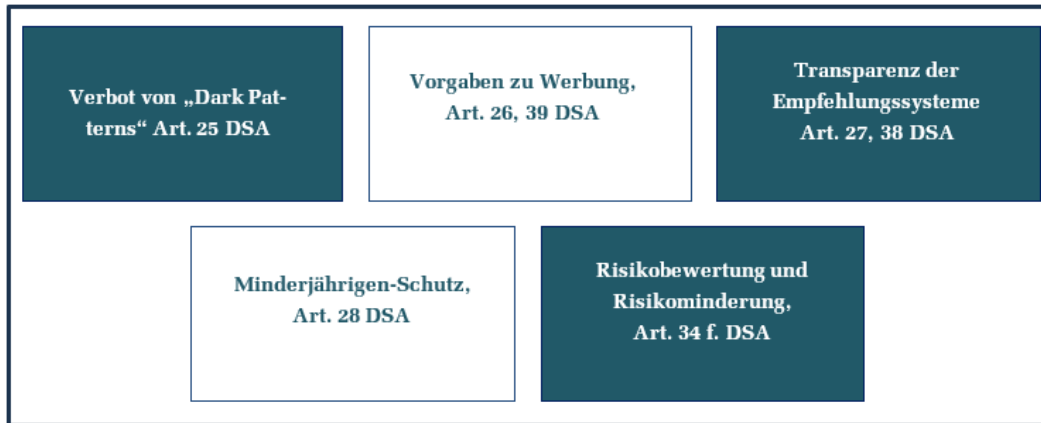 Verbot von „Dark Pat-
terns“ Art. 25 DSA
Vorgaben zu Werbung,
Art. 26, 39 DSA
Transparenz der
Empfehlungssysteme
Art. 27, 38 DSA
Minderjährigen-Schutz,
Art. 28 DSA
Risikobewertung und
Risikominderung,
Art. 34 f. DSA